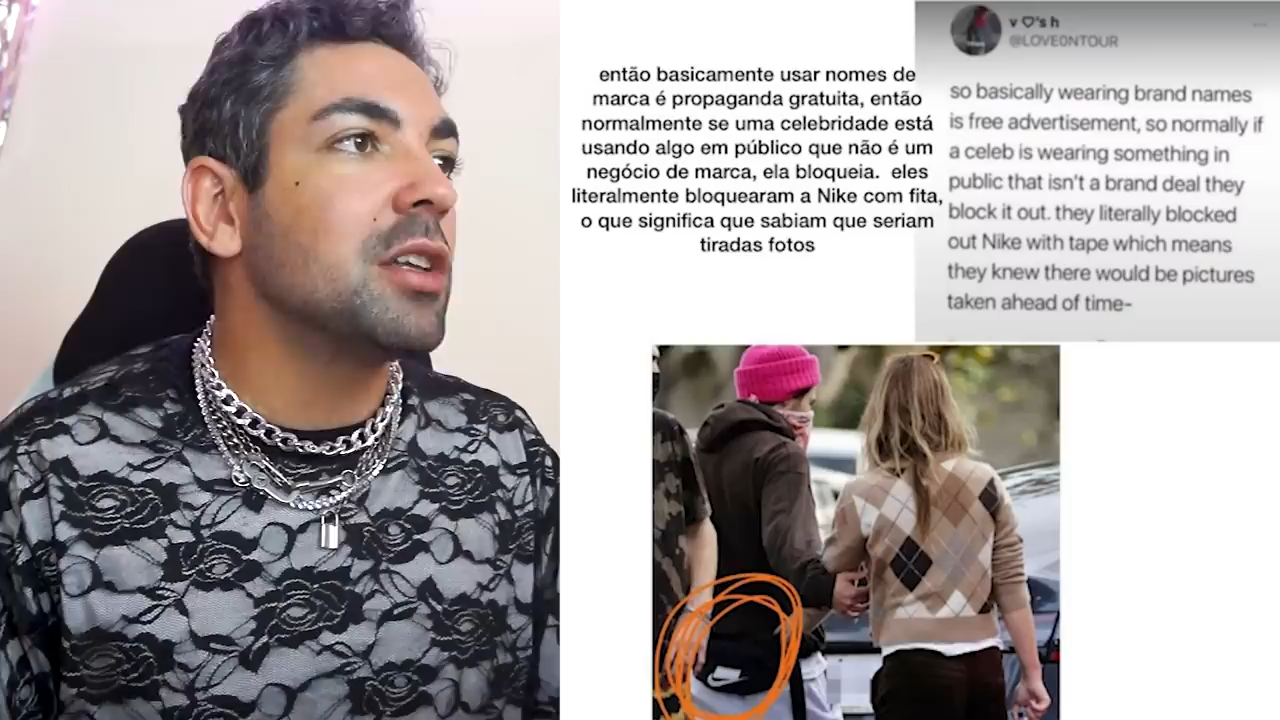 então basicamente usar nomes de
marca é propaganda gratuita, então
normalmente se uma celebridade está
usando algo em público que não é um
negócio de marca, ela bloqueia.  eles
literalmente bloquearam a Nike com fita,
o que significa que sabiam que seriam
tiradas fotos
v ♡'s h
@LOVE0NTOUR
so basically wearing brand names
is free advertisement, so normally if
a celeb is wearing something in
public that isn't a brand deal they
block it out. they literally blocked
out Nike with tape which means
they knew there would be pictures
taken ahead of time-